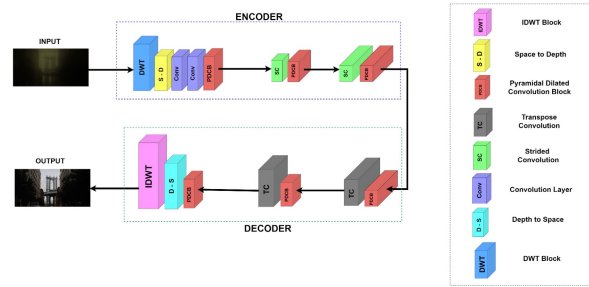 ENCODER
INPUT
DWT
S - D
Conv
Conv
PDCB
SC
PDCB
SC
PDCB
OUTPUT
IDWT
D - S
PDCB
TC
PDCB
TC
PDCB
DECODER
IDWT
IDWT Block
S - D
Space to Depth
PDCB
Pyramidal Dilated
Convolution Block
TC
Transpose
Convolution
SC
Strided
Convolution
Conv
Convolution Layer
D - S
Depth to Space
DWT
DWT Block